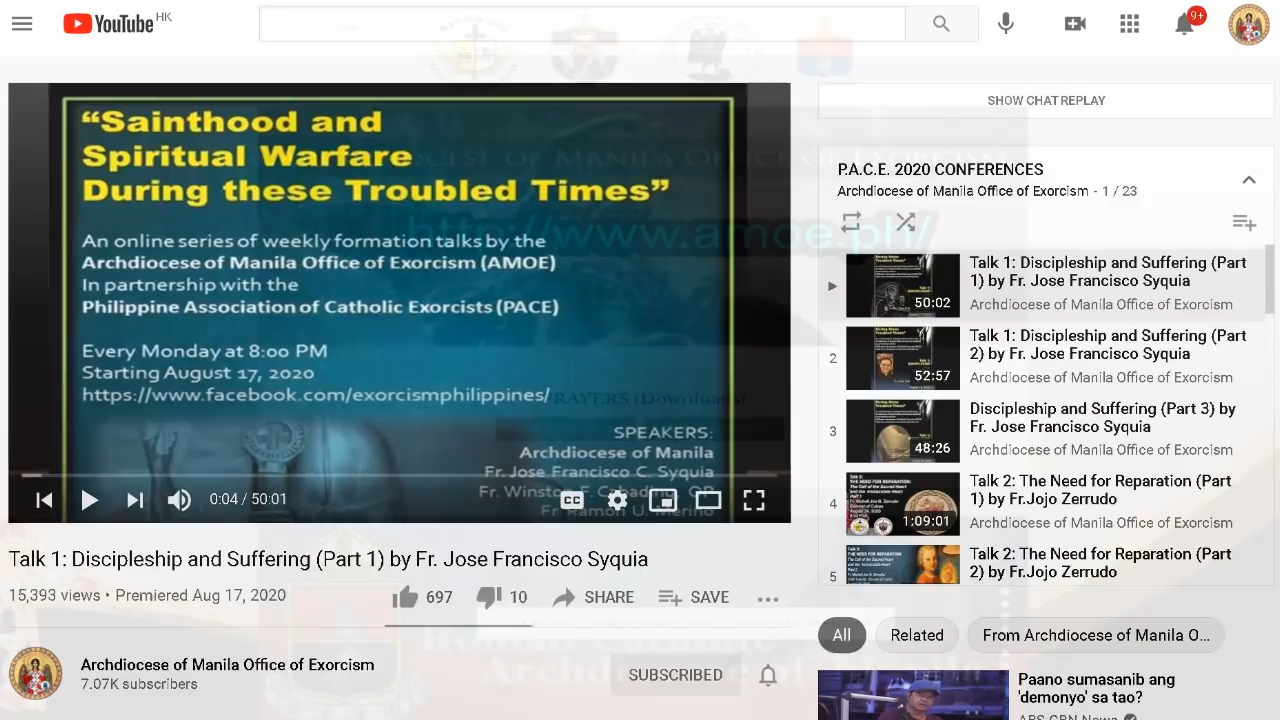 YouTube HK
9+
"Sainthood and
Spiritual Warfare
During these Troubled Times"
An online series of weekly formation talks by the
Archdiocese of Manila Office of Exorcism (AMOE)
In partnership with the
Philippine Association of Catholic Exorcists (PACE)
Every Monday at 8:00 PM
Starting August 17, 2020
https://www.facebook.com/exorcismphilippines/
SPEAKERS:
Archdiocese of Manila
Fr. Jose Francisco C. Syquia
Fr. Winston F.
Fr. Ramon U. Merino
CC
0:04 / 50:01
http://www.amoe.ph/
PRAYERS (Downloads)
Talk 1: Discipleship and Suffering (Part 1) by Fr. Jose Francisco Syquia
15,393 views • Premiered Aug 17, 2020
697
10
SHARE
SAVE
Archdiocese of Manila Office of Exorcism
7.07K subscribers
SUBSCRIBED
SHOW CHAT REPLAY
P.A.C.E. 2020 CONFERENCES
Archdiocese of Manila Office of Exorcism - 1 / 23
50:02
Talk 1: Discipleship and Suffering (Part
1) by Fr. Jose Francisco Syquia
Archdiocese of Manila Office of Exorcism
2
52:57
Talk 1: Discipleship and Suffering (Part
2) by Fr. Jose Francisco Syquia
Archdiocese of Manila Office of Exorcism
3
48:26
Discipleship and Suffering (Part 3) by
Fr. Jose Francisco Syquia
Archdiocese of Manila Office of Exorcism
4
1:09:01
Talk 2: The Need for Reparation (Part
1) by Fr.Jojo Zerrudo
Archdiocese of Manila Office of Exorcism
5
Talk 2: The Need for Reparation (Part
2) by Fr.Jojo Zerrudo
All
Related
From Archdiocese of Manila O...
Paano sumasanib ang
'demonyo' sa tao?
ABS-CBN News